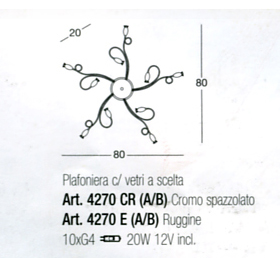 20
80
80
Plafoniera c/ vetri a scelta
Art. 4270 CR (A/B) Cromo spazzolato
Art. 4270 E (A/B) Ruggine
10xG4 20W 12V incl.